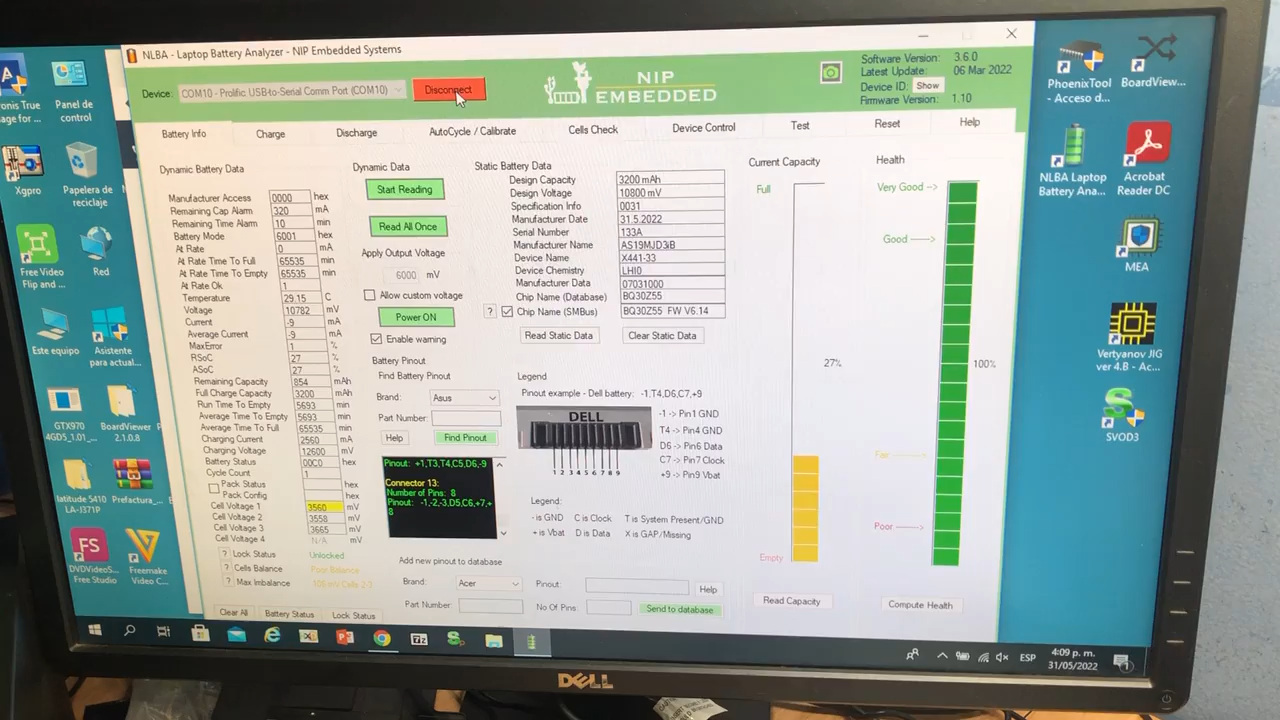 NLBA - Laptop Battery Analyzer - NIP Embedded Systems
Device: COM10 - Prolific USB-to-Serial Comm Port (COM10) Disconnect
NIP
EMBEDDED
Software Version: 3.6.0
Latest Update: 06 Mar 2022
Device ID: Show
Firmware Version: 1.10
Battery Info Charge Discharge AutoCycle / Calibrate Cells Check Device Control Test Reset Help
Dynamic Battery Data
Manufacturer Access 0000 hex
Remaining Cap Alarm 320 mA
Remaining Time Alarm 10 min
Battery Mode 6001 hex
At Rate 0 mA
At Rate Time To Full 65535 min
At Rate Time To Empty 65535 min
At Rate Ok 1
Temperature 29.15 C
Voltage 10782 mV
Current -9 mA
Average Current -9 mA
MaxError 1 %
RSoC 27 %
ASoC 27 %
Remaining Capacity 854 mAh
Full Charge Capacity 3200 mAh
Run Time To Empty 5693 min
Average Time To Empty 5693 min
Average Time To Full 65535 min
Charging Current 2560 mA
Charging Voltage 12600 mV
Battery Status 00C0 hex
Cycle Count 1
Pack Status hex
Pack Config hex
Cell Voltage 1 3560 mV
Cell Voltage 2 3558 mV
Cell Voltage 3 3665 mV
Cell Voltage 4 N/A mV
? Lock Status Unlocked
? Cells Balance Poor Balance
? Max Imbalance 106 mV Cells 2-3
Clear All Battery Status Lock Status
Dynamic Data
Start Reading
Read All Once
Apply Output Voltage
6000 mV
Allow custom voltage
Power ON
Enable warning
Battery Pinout
Find Battery Pinout
Brand: Asus
Part Number:
Help Find Pinout
Pinout: +1,T3,T4,C5,D6,-9
Connector 13:
Number of Pins: 8
Pinout: -1,-2,-3,D5,C6,+7,+
8
Add new pinout to database
Brand: Acer Pinout: Help
Part Number: No Of Pins: Send to database
Static Battery Data
Design Capacity 3200 mAh
Design Voltage 10800 mV
Specification Info 0031
Manufacturer Date 31.5.2022
Serial Number 133A
Manufacturer Name AS19MJD3iB
Device Name X441-33
Device Chemistry LHI0
Manufacturer Data 07031000
Chip Name (Database) BQ30Z55
? Chip Name (SMBus) BQ30Z55 FW V6.14
Read Static Data Clear Static Data
Legend
Pinout example - Dell battery: -1,T4,D6,C7,+9
DELL
1 2 3 4 5 6 7 8 9
-1 -> Pin1 GND
T4 -> Pin4 GND
D6 -> Pin6 Data
C7 -> Pin7 Clock
+9 -> Pin9 Vbat
Legend:
- is GND C is Clock T is System Present/GND
+ is Vbat D is Data X is GAP/Missing
Current Capacity
Full
27%
Empty
Read Capacity
Health
Very Good -->
Good --->
100%
Fair --->
Poor --->
Compute Health
Panel de
control
Xgpro
Papelera de
reciclaje
Free Video
Flip and ...
Red
Este equipo
Asistente
para actual...
GTX970
4GD5_1.01_...
BoardViewer
2.1.0.8
latitude 5410
LA-J371P
Prefactura_...
DVDVideoS...
Free Studio
Freemake
Video C...
PhoenixTool
- Acceso d...
BoardView...
NLBA Laptop
Battery Ana...
Acrobat
Reader DC
MEA
Vertyanov JIG
ver 4.B - Ac...
SVOD3
ESP
4:09 p. m.
31/05/2022
DELL